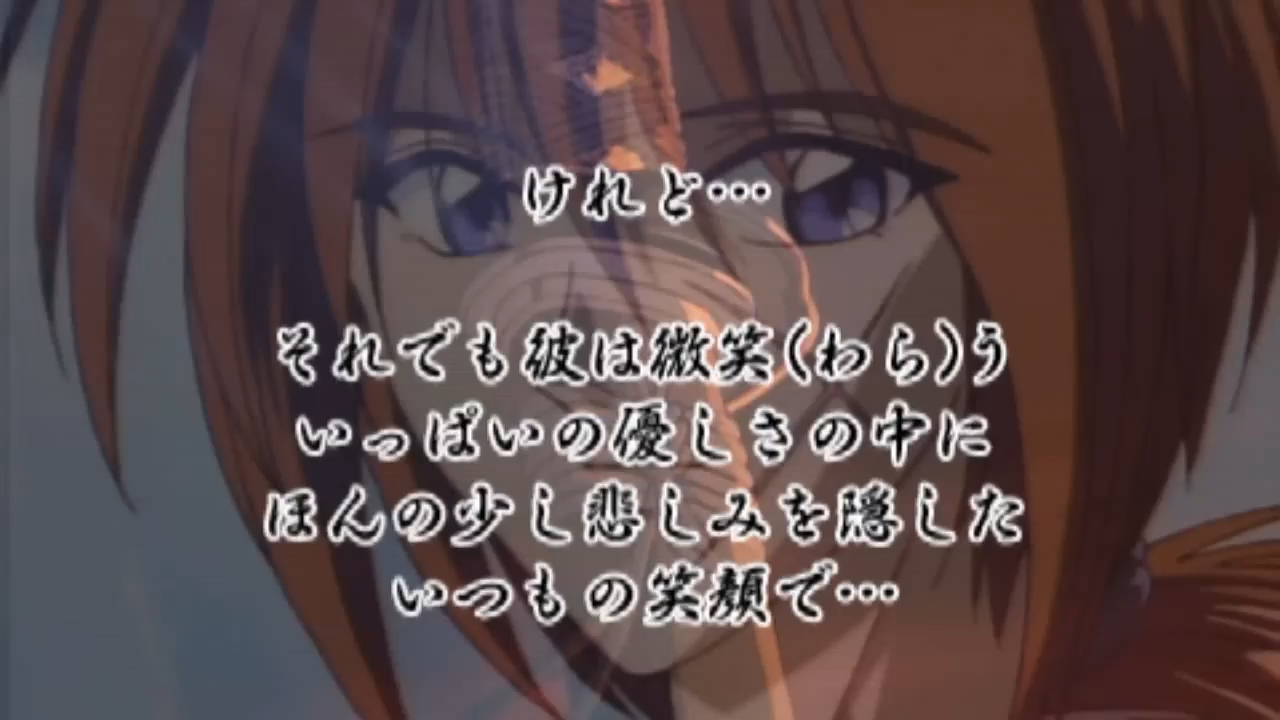 けれど…
それでも彼は微笑(わら)う
いっぱいの優しさの中に
ほんの少し悲しみを隠した
いつもの笑顔で…